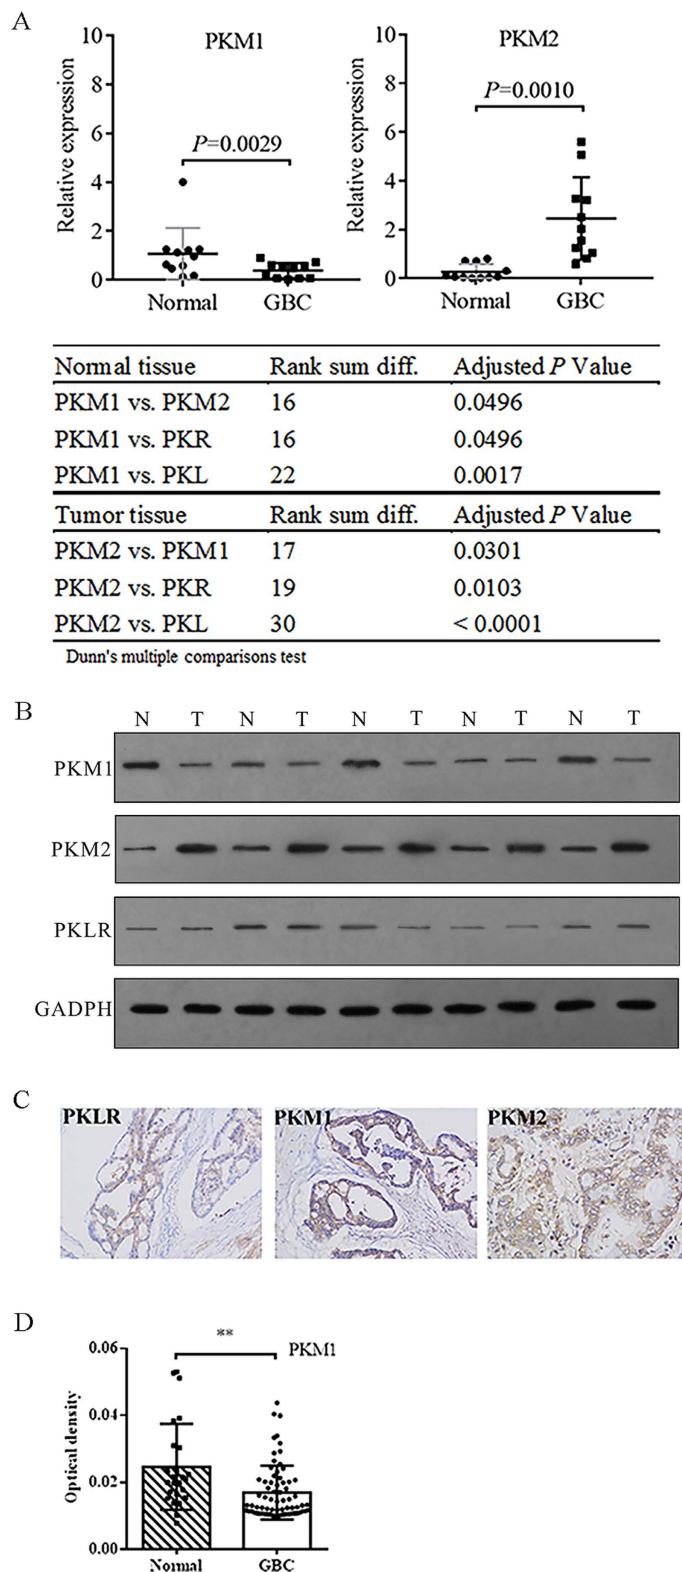 A
PKM1
Relative expression
10
8
6
4
2
0
P=0.0029
Normal
GBC
PKM2
Relative expression
10
8
6
4
2
0
P=0.0010
Normal
GBC
Normal tissue Rank sum diff. Adjusted P Value
PKM1 vs. PKM2 16 0.0496
PKM1 vs. PKR 16 0.0496
PKM1 vs. PKL 22 0.0017
Tumor tissue Rank sum diff. Adjusted P Value
PKM2 vs. PKM1 17 0.0301
PKM2 vs. PKR 19 0.0103
PKM2 vs. PKL 30 < 0.0001
Dunn's multiple comparisons test
B
N T N T N T N T N T
PKM1
PKM2
PKLR
GADPH
C
PKLR
PKM1
PKM2
D
**
PKM1
Optical density
0.06
0.04
0.02
0.00
Normal
GBC